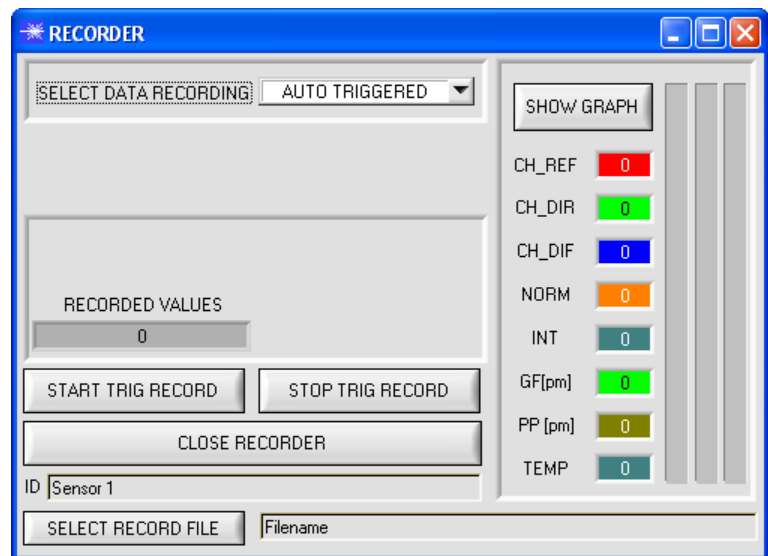 RECORDER
SELECT DATA RECORDING AUTO TRIGGERED
RECORDED VALUES
0
START TRIG RECORD STOP TRIG RECORD
CLOSE RECORDER
ID Sensor 1
SELECT RECORD FILE Filename
SHOW GRAPH
CH_REF 0
CH_DIR 0
CH_DIF 0
NORM 0
INT 0
GF[pm] 0
PP [pm] 0
TEMP 0